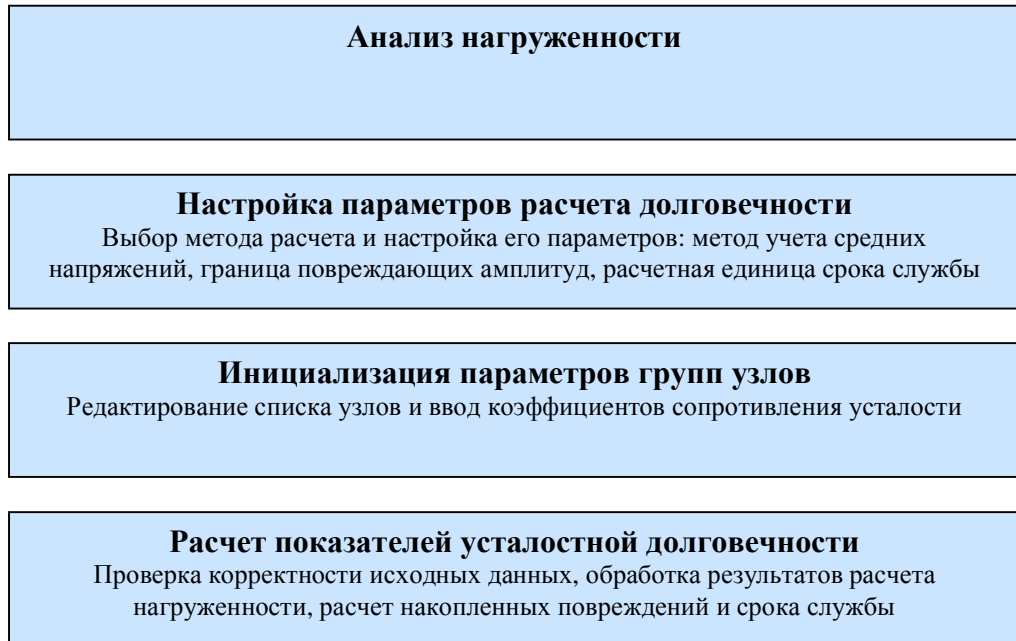 Анализ нагруженности
Настройка параметров расчета долговечности
Выбор метода расчета и настройка его параметров: метод учета средних
напряжений, граница повреждающих амплитуд, расчетная единица срока службы
Инициализация параметров групп узлов
Редактирование списка узлов и ввод коэффициентов сопротивления усталости
Расчет показателей усталостной долговечности
Проверка корректности исходных данных, обработка результатов расчета
нагруженности, расчет накопленных повреждений и срока службы